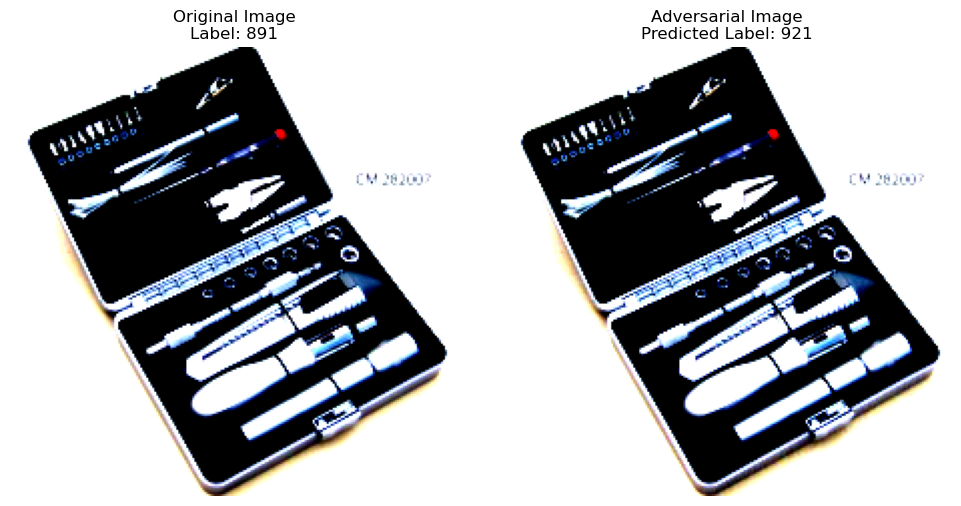 Original Image
Label: 891
Adversarial Image
Predicted Label: 921
CM 282007
CM 282007